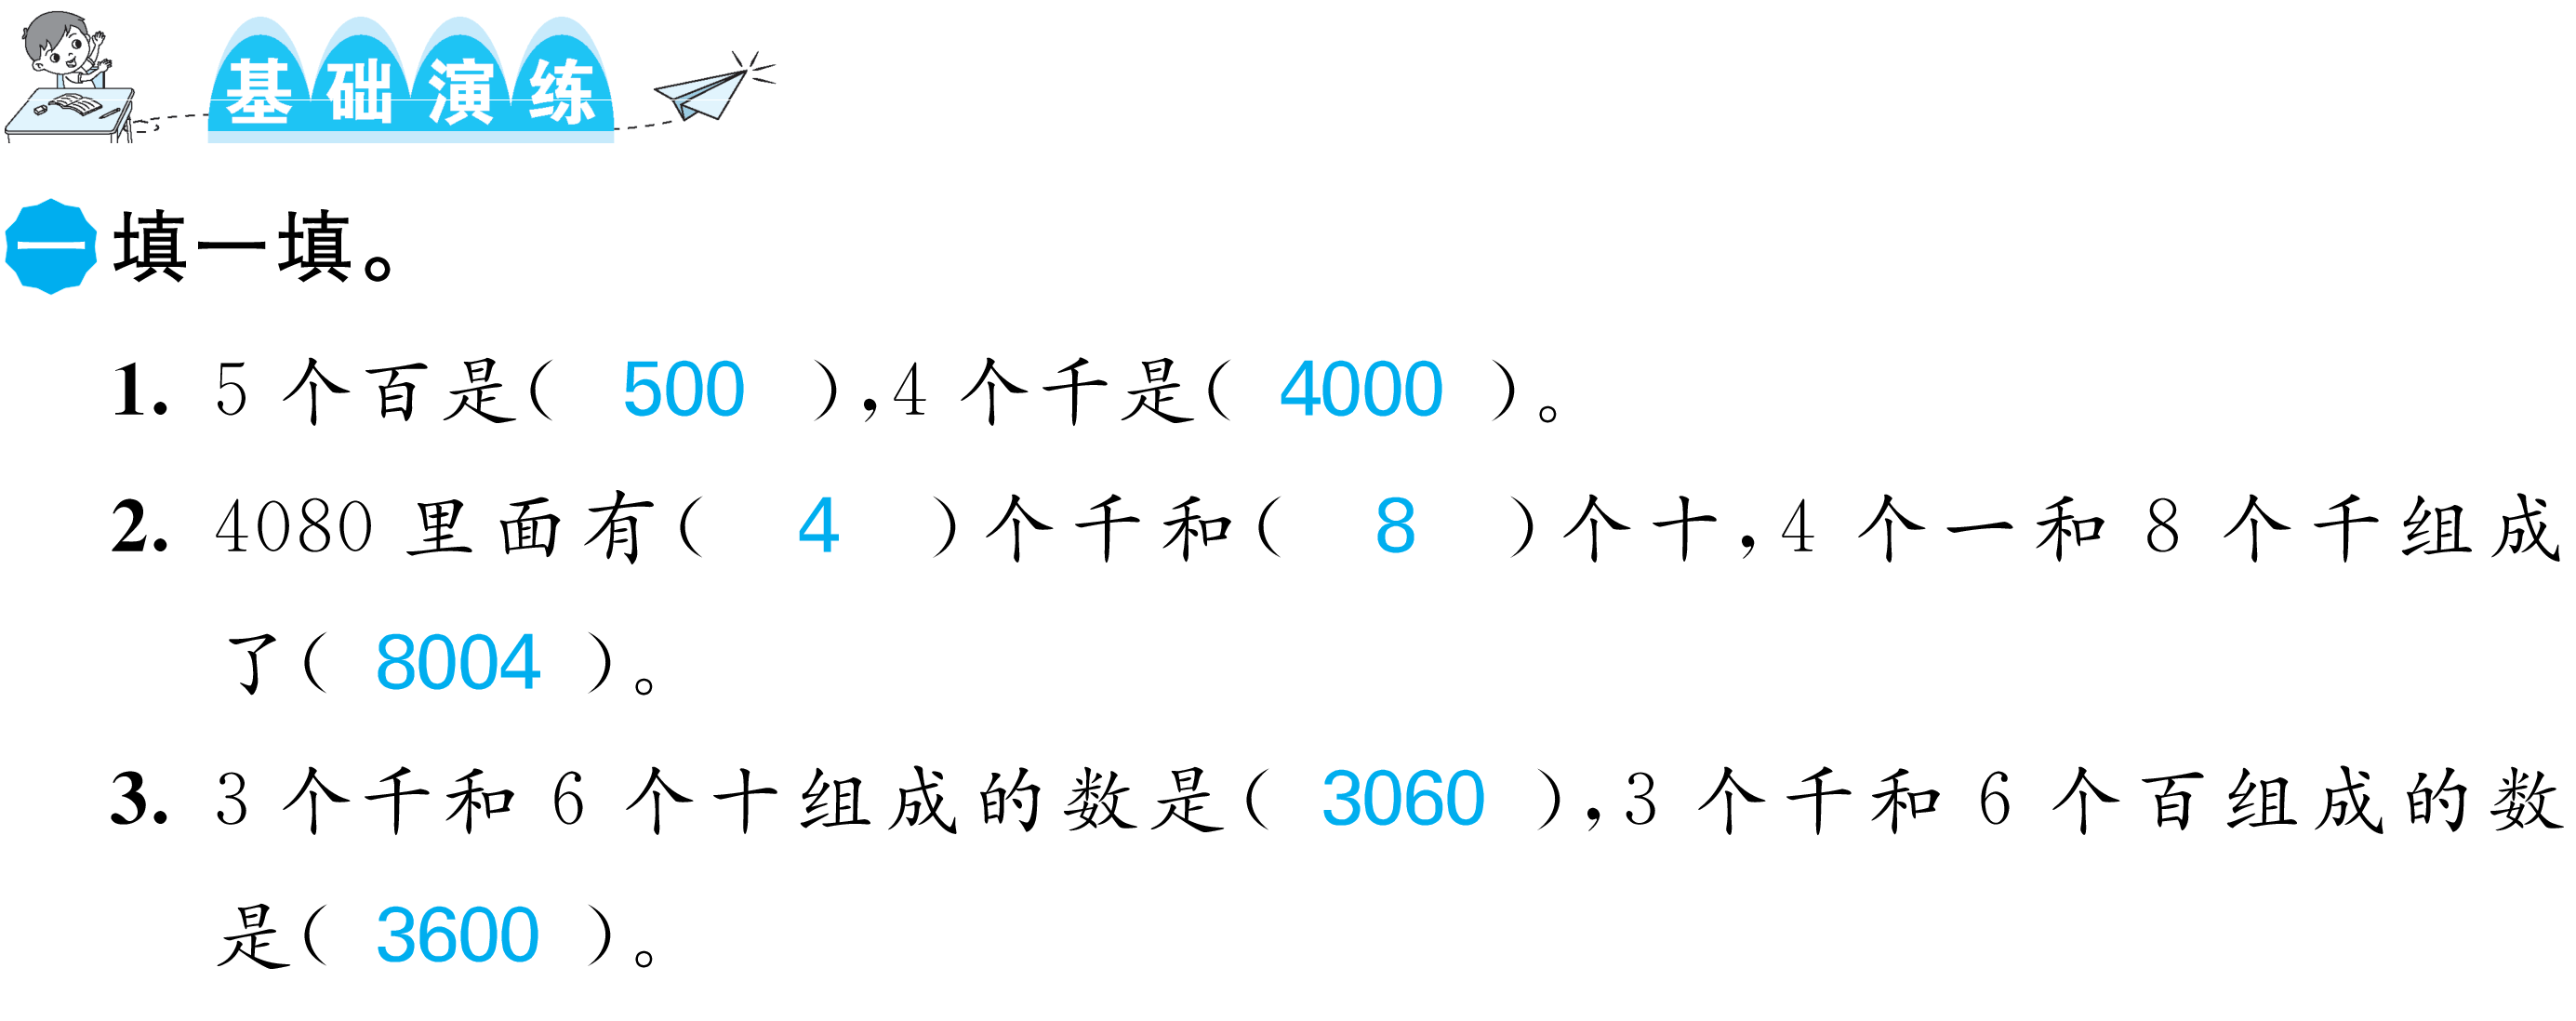 基础演练
一 填一填。
1. 5个百是( 500 ),4个千是( 4000 )。
2. 4080里面有( 4 )个千和( 8 )个十,4个一和8个千组成
了( 8004 )。
3. 3个千和6个十组成的数是( 3060 ),3个千和6个百组成的数
是( 3600 )。